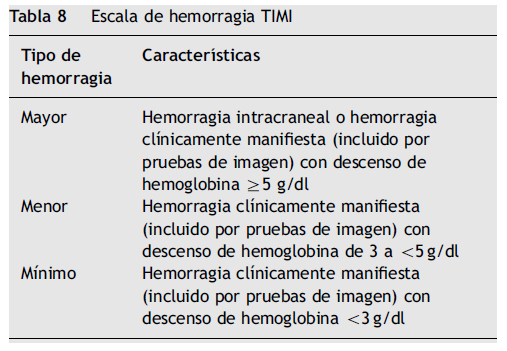 Tabla 8 Escala de hemorragia TIMI
Tipo de hemorragia Características
Mayor Hemorragia intracraneal o hemorragia
clínicamente manifiesta (incluido por
pruebas de imagen) con descenso de
hemoglobina ≥5 g/dl
Menor Hemorragia clínicamente manifiesta
(incluido por pruebas de imagen) con
descenso de hemoglobina de 3 a <5 g/dl
Mínimo Hemorragia clínicamente manifiesta
(incluido por pruebas de imagen) con
descenso de hemoglobina <3 g/dl